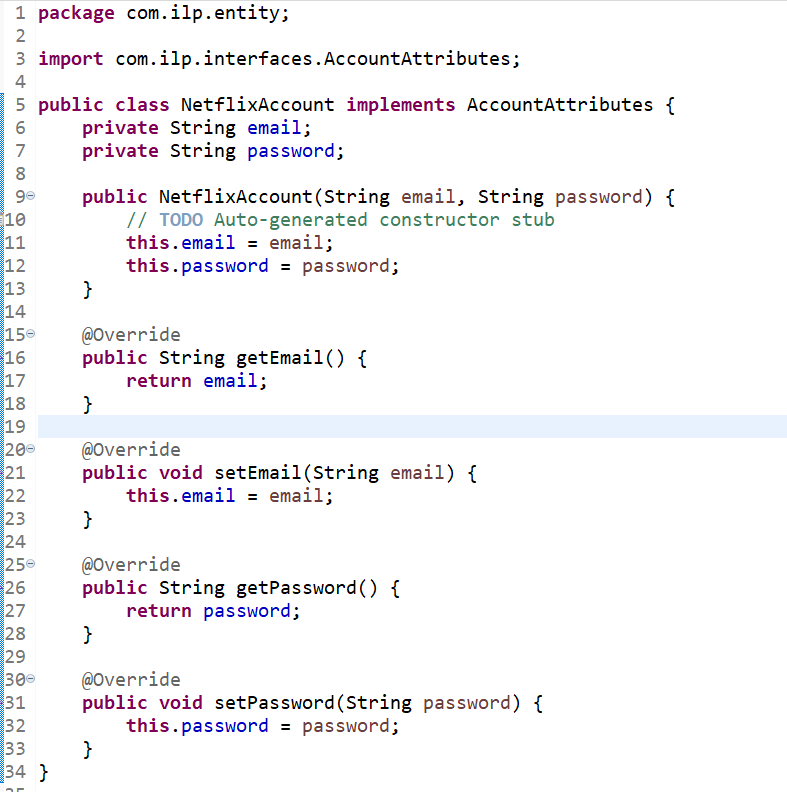 1 package com.ilp.entity;
2
3 import com.ilp.interfaces.AccountAttributes;
4
5 public class NetflixAccount implements AccountAttributes {
6     private String email;
7     private String password;
8
9     public NetflixAccount(String email, String password) {
10         // TODO Auto-generated constructor stub
11         this.email = email;
12         this.password = password;
13     }
14
15     @Override
16     public String getEmail() {
17         return email;
18     }
19
20     @Override
21     public void setEmail(String email) {
22         this.email = email;
23     }
24
25     @Override
26     public String getPassword() {
27         return password;
28     }
29
30     @Override
31     public void setPassword(String password) {
32         this.password = password;
33     }
34 }